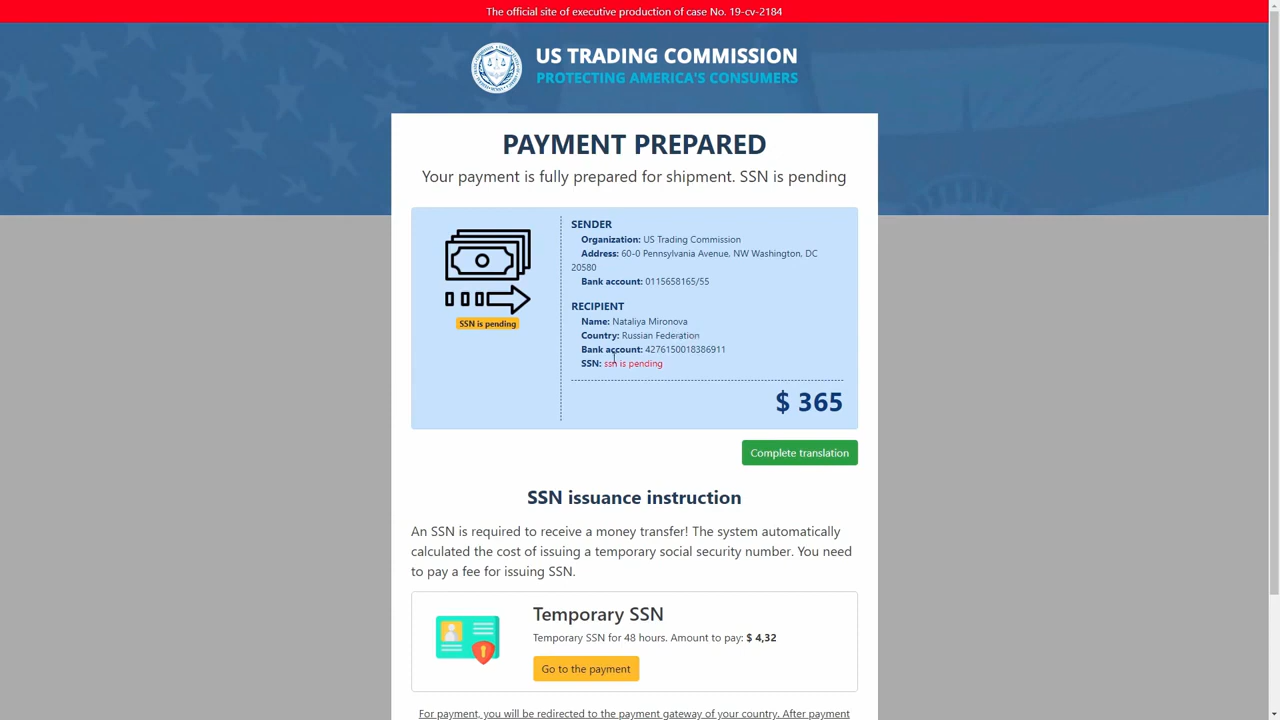 The official site of executive production of case No. 19-cv-2184
US TRADING COMMISSION
PROTECTING AMERICA'S CONSUMERS
PAYMENT PREPARED
Your payment is fully prepared for shipment. SSN is pending
SSN is pending
SENDER
Organization: US Trading Commission
Address: 60-0 Pennsylvania Avenue, NW Washington, DC
20580
Bank account: 0115658165/55
RECIPIENT
Name: Nataliya Mironova
Country: Russian Federation
Bank account: 4276150018386911
SSN: ssn is pending
$ 365
Complete translation
SSN issuance instruction
An SSN is required to receive a money transfer! The system automatically
calculated the cost of issuing a temporary social security number. You need
to pay a fee for issuing SSN.
Temporary SSN
Temporary SSN for 48 hours. Amount to pay: $ 4,32
Go to the payment
For payment, you will be redirected to the payment gateway of your country. After payment